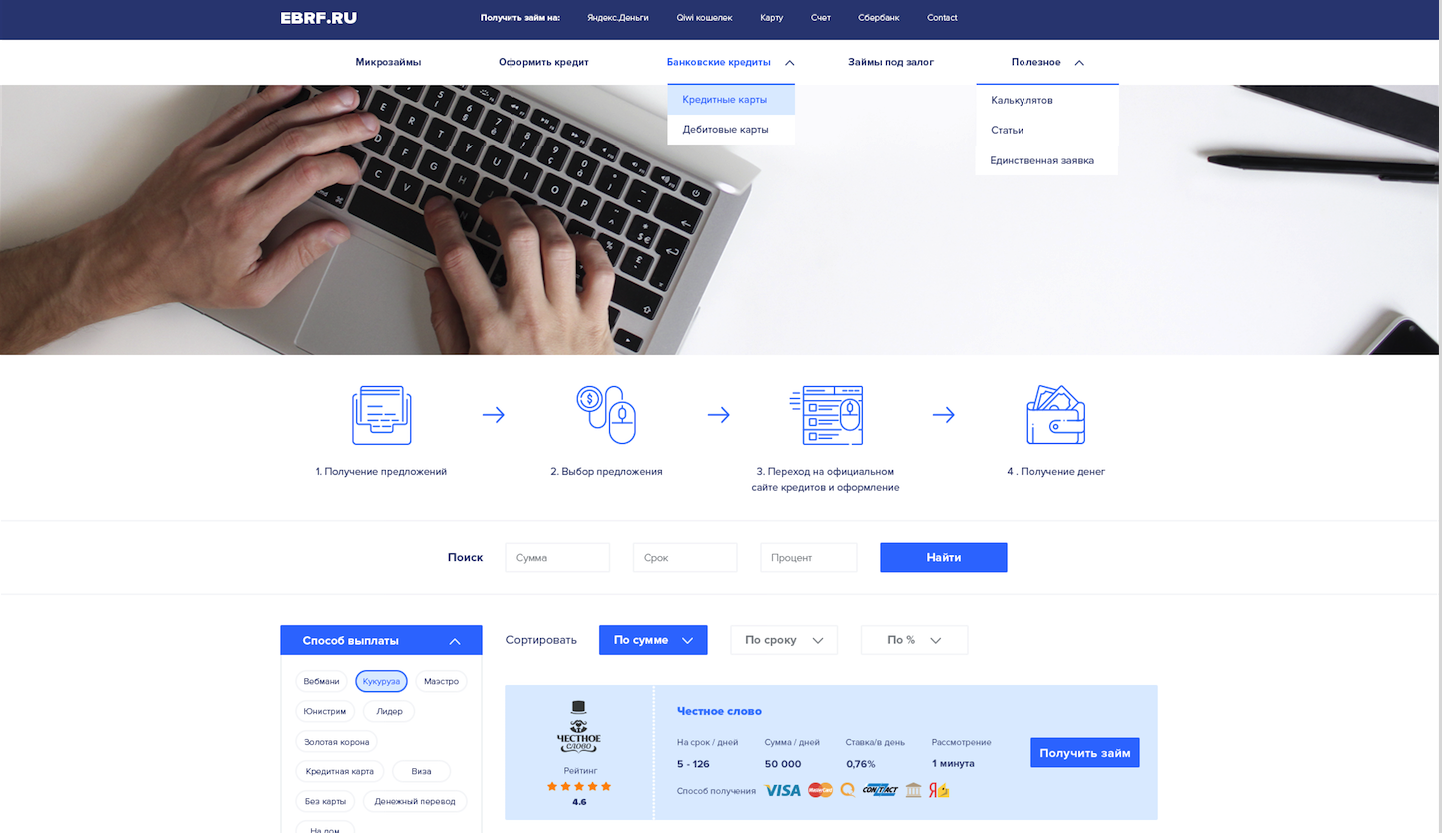 EBRF.RU
Получить займ на: Яндекс.Деньги Qiwi кошелек Карту Счет Сбербанк Contact
Микрозаймы Оформить кредит Банковские кредиты Займы под залог Полезное
Кредитные карты
Дебитовые карты
Калькулятов
Статьи
Единственная заявка
1. Получение предложений
2. Выбор предложения
3. Переход на официальном
сайте кредитов и оформление
4 . Получение денег
Поиск Сумма Срок Процент Найти
Способ выплаты
Вебмани Кукуруза Маэстро
Юнистрим Лидер
Золотая корона
Кредитная карта Виза
Без карты Денежный перевод
На дом
Сортировать По сумме По сроку По %
ЧЕСТНОЕ
СЛОВО
Рейтинг
4.6
Честное слово
На срок / дней Сумма / дней Ставка/в день Рассмотрение
5 - 126 50 000 0,76% 1 минута
Способ получения VISA MasterCard CONTACT Я
Получить займ